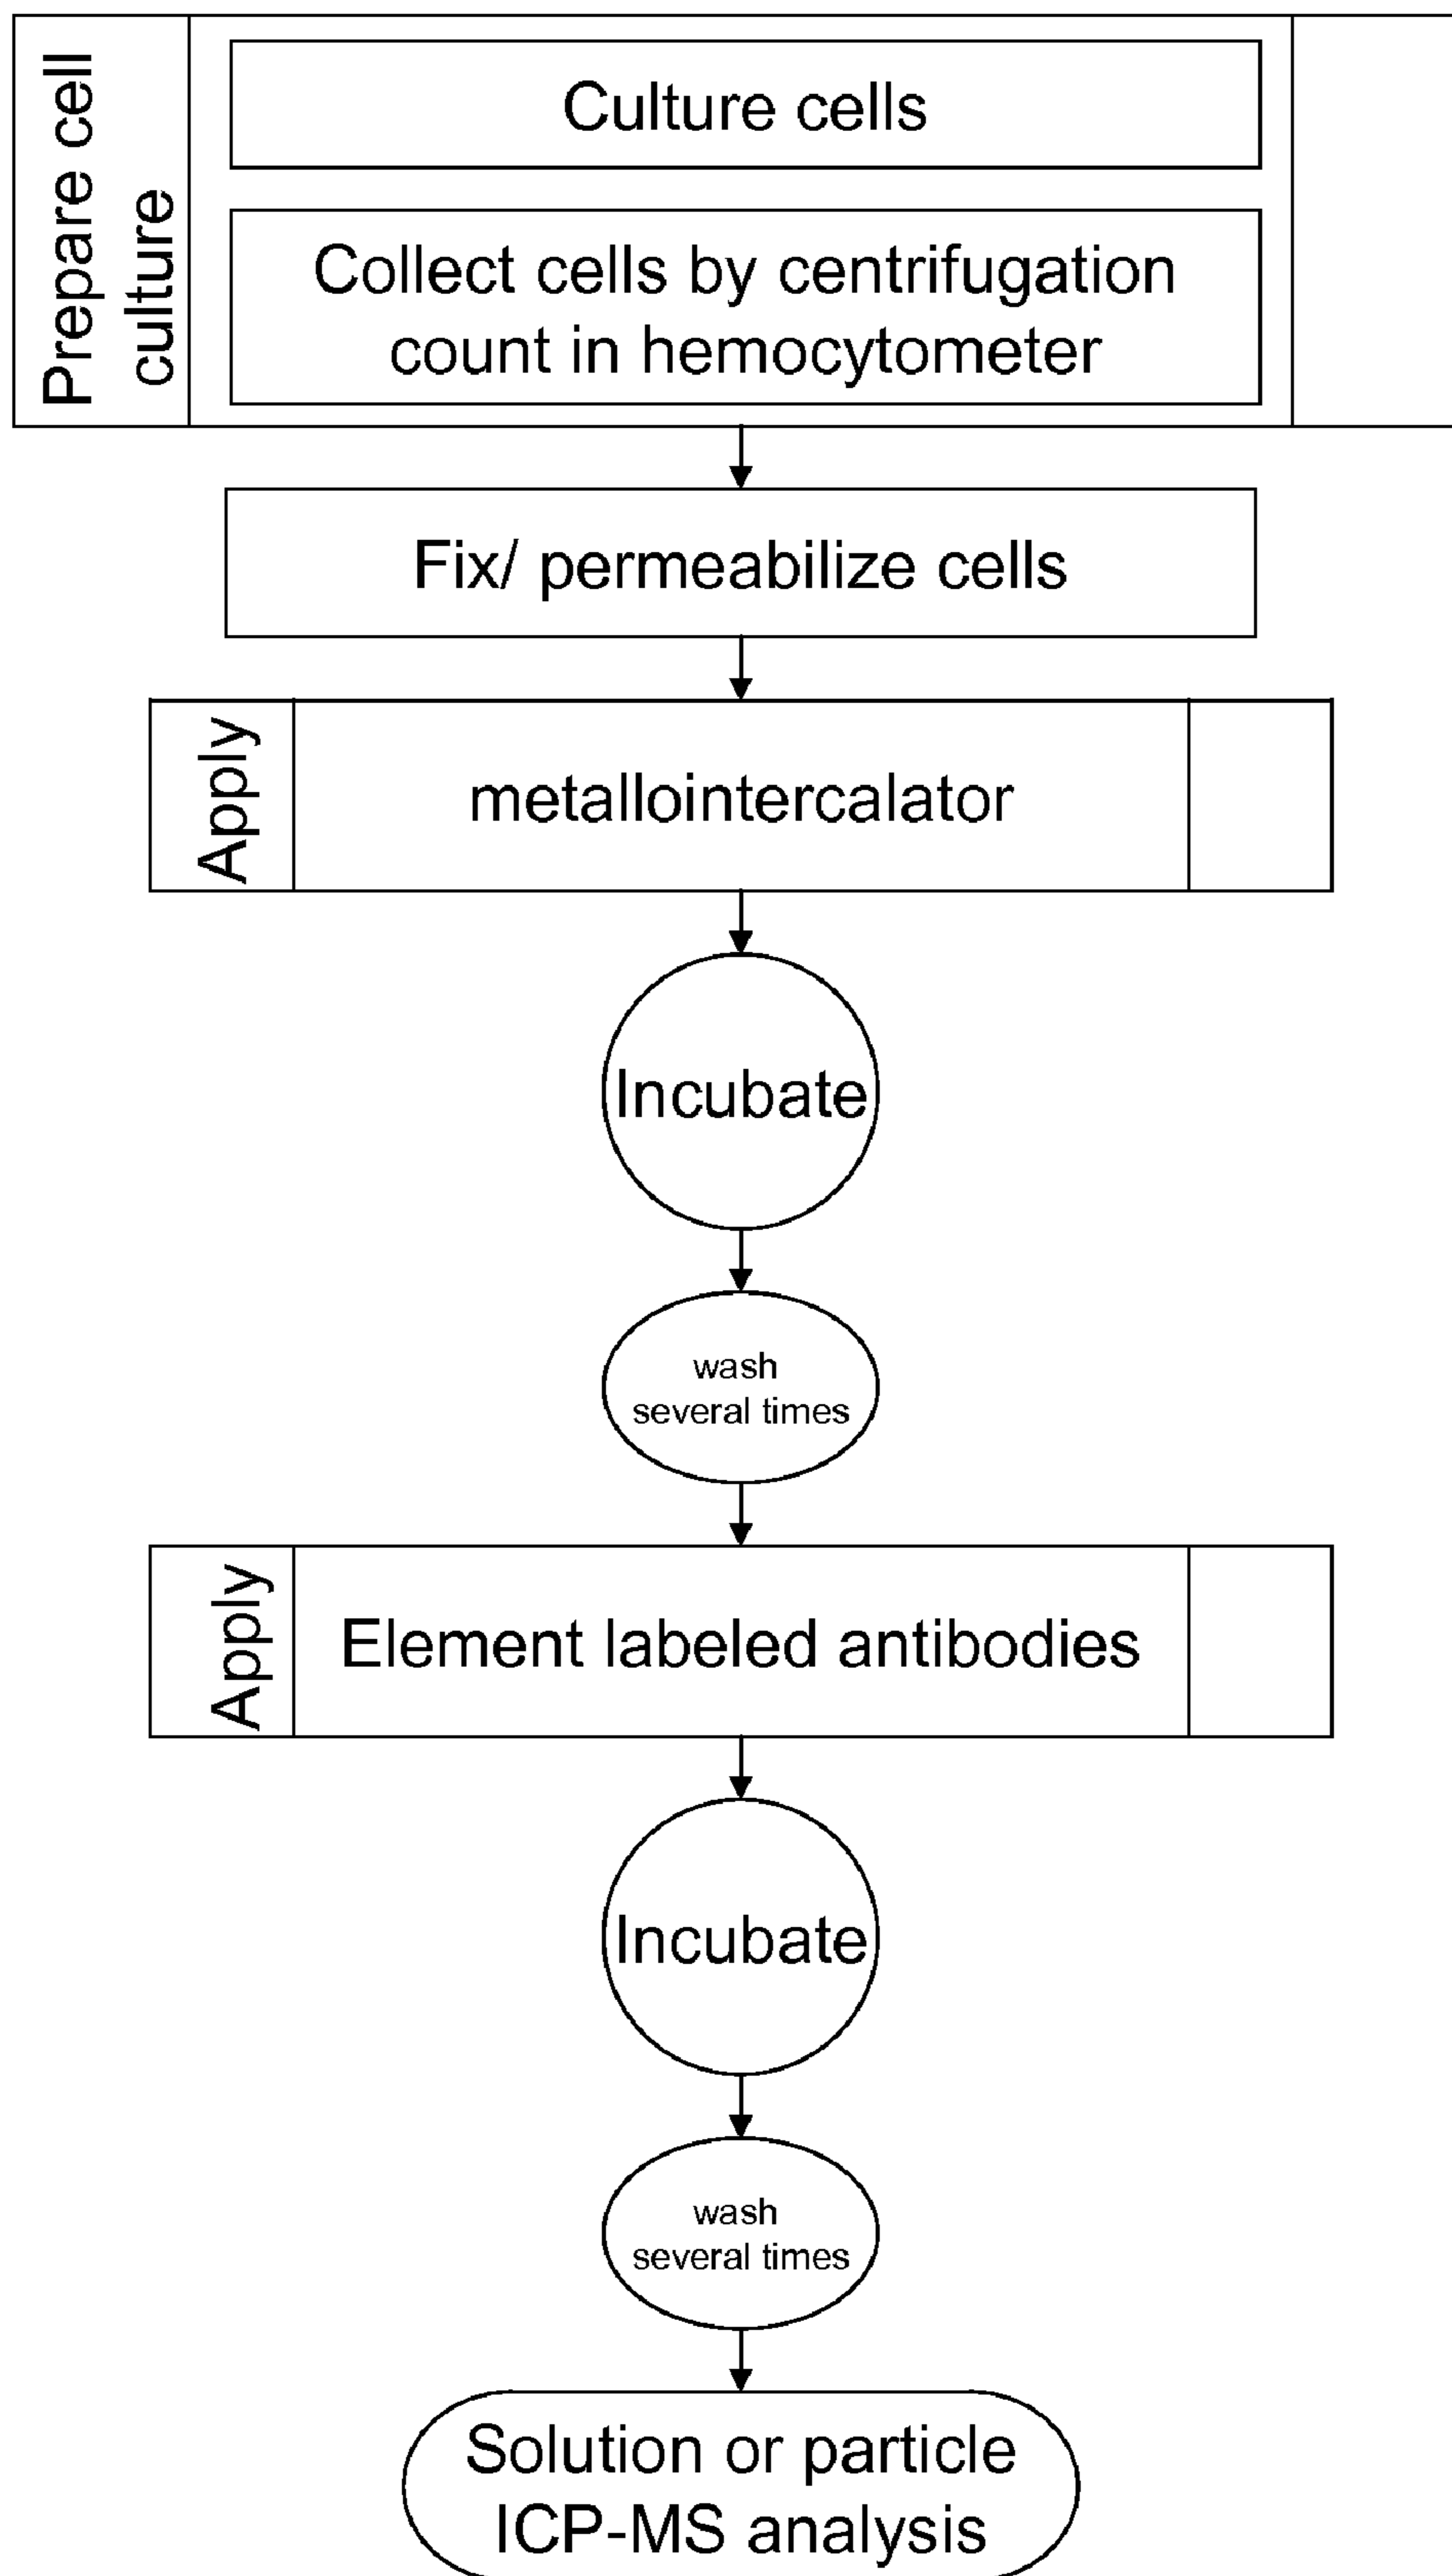 Prepare cell
culture
Culture cells
Collect cells by centrifugation
count in hemocytometer
Fix/ permeabilize cells
Apply
metallointercalator
Incubate
wash
several times
Apply
Element labeled antibodies
Incubate
wash
several times
Solution or particle
ICP-MS analysis